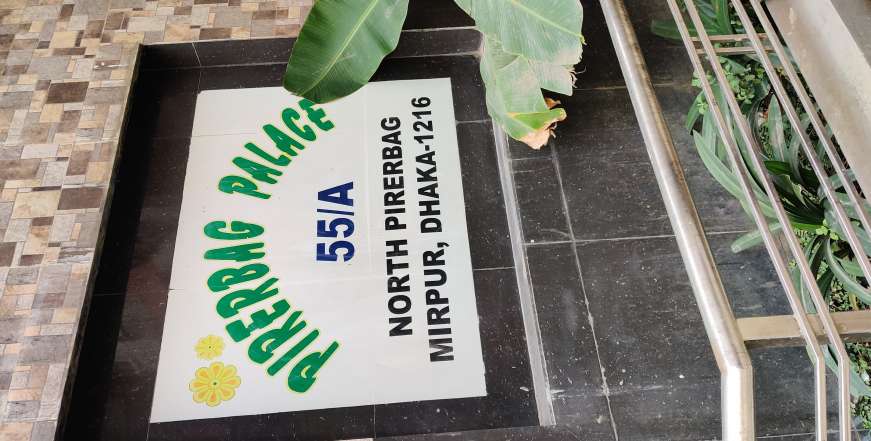 PIRERBAG PALACE
55/A
NORTH PIRERBAG
MIRPUR, DHAKA-1216